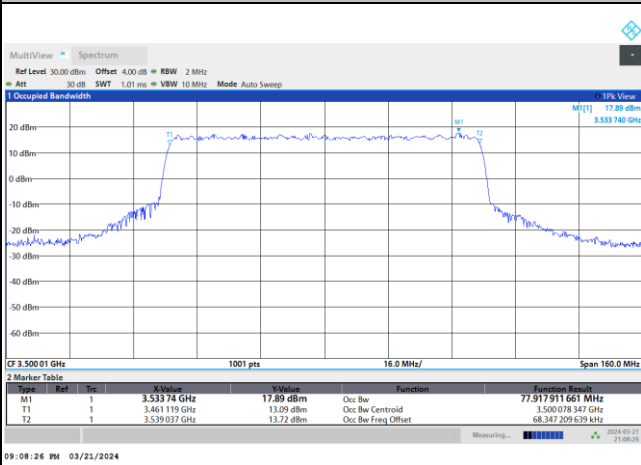 MultiView Spectrum
Ref Level 30.00 dBm Offset 4.00 dB RBW 2 MHz
Att 30 dB SWT 1.01 ms VBW 10 MHz Mode Auto Sweep
1 Occupied Bandwidth 1Pk View
M1[1] 17.89 dBm
3.533 740 GHz
M1
T1 T2
20 dBm
10 dBm
0 dBm
-10 dBm
-20 dBm
-30 dBm
-40 dBm
-50 dBm
-60 dBm
CF 3.500 01 GHz 1001 pts 16.0 MHz/ Span 160.0 MHz
2 Marker Table
Type Ref Trc X-Value Y-Value Function Function Result
M1 1 3.533 74 GHz 17.89 dBm Occ Bw 77.917 911 661 MHz
T1 1 3.461 119 GHz 13.09 dBm Occ Bw Centroid 3.500 078 347 GHz
T2 1 3.539 037 GHz 13.72 dBm Occ Bw Freq Offset 68.347 209 639 kHz
Measuring... 2024-03-21
21:08:26
09:08:26 PM 03/21/2024